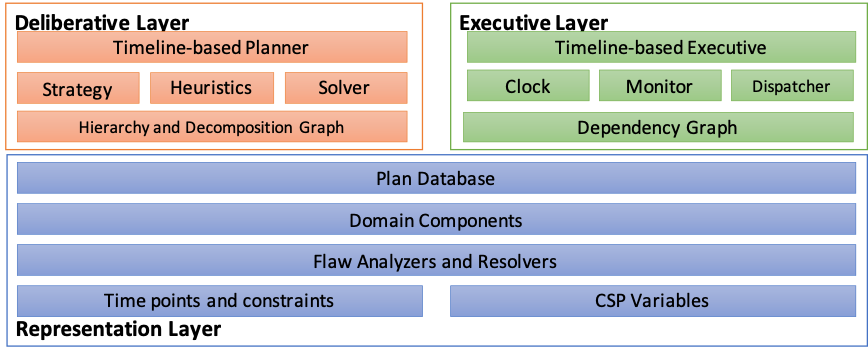 Deliberative Layer
Timeline-based Planner
Strategy
Heuristics
Solver
Hierarchy and Decomposition Graph
Executive Layer
Timeline-based Executive
Clock
Monitor
Dispatcher
Dependency Graph
Plan Database
Domain Components
Flaw Analyzers and Resolvers
Time points and constraints
CSP Variables
Representation Layer